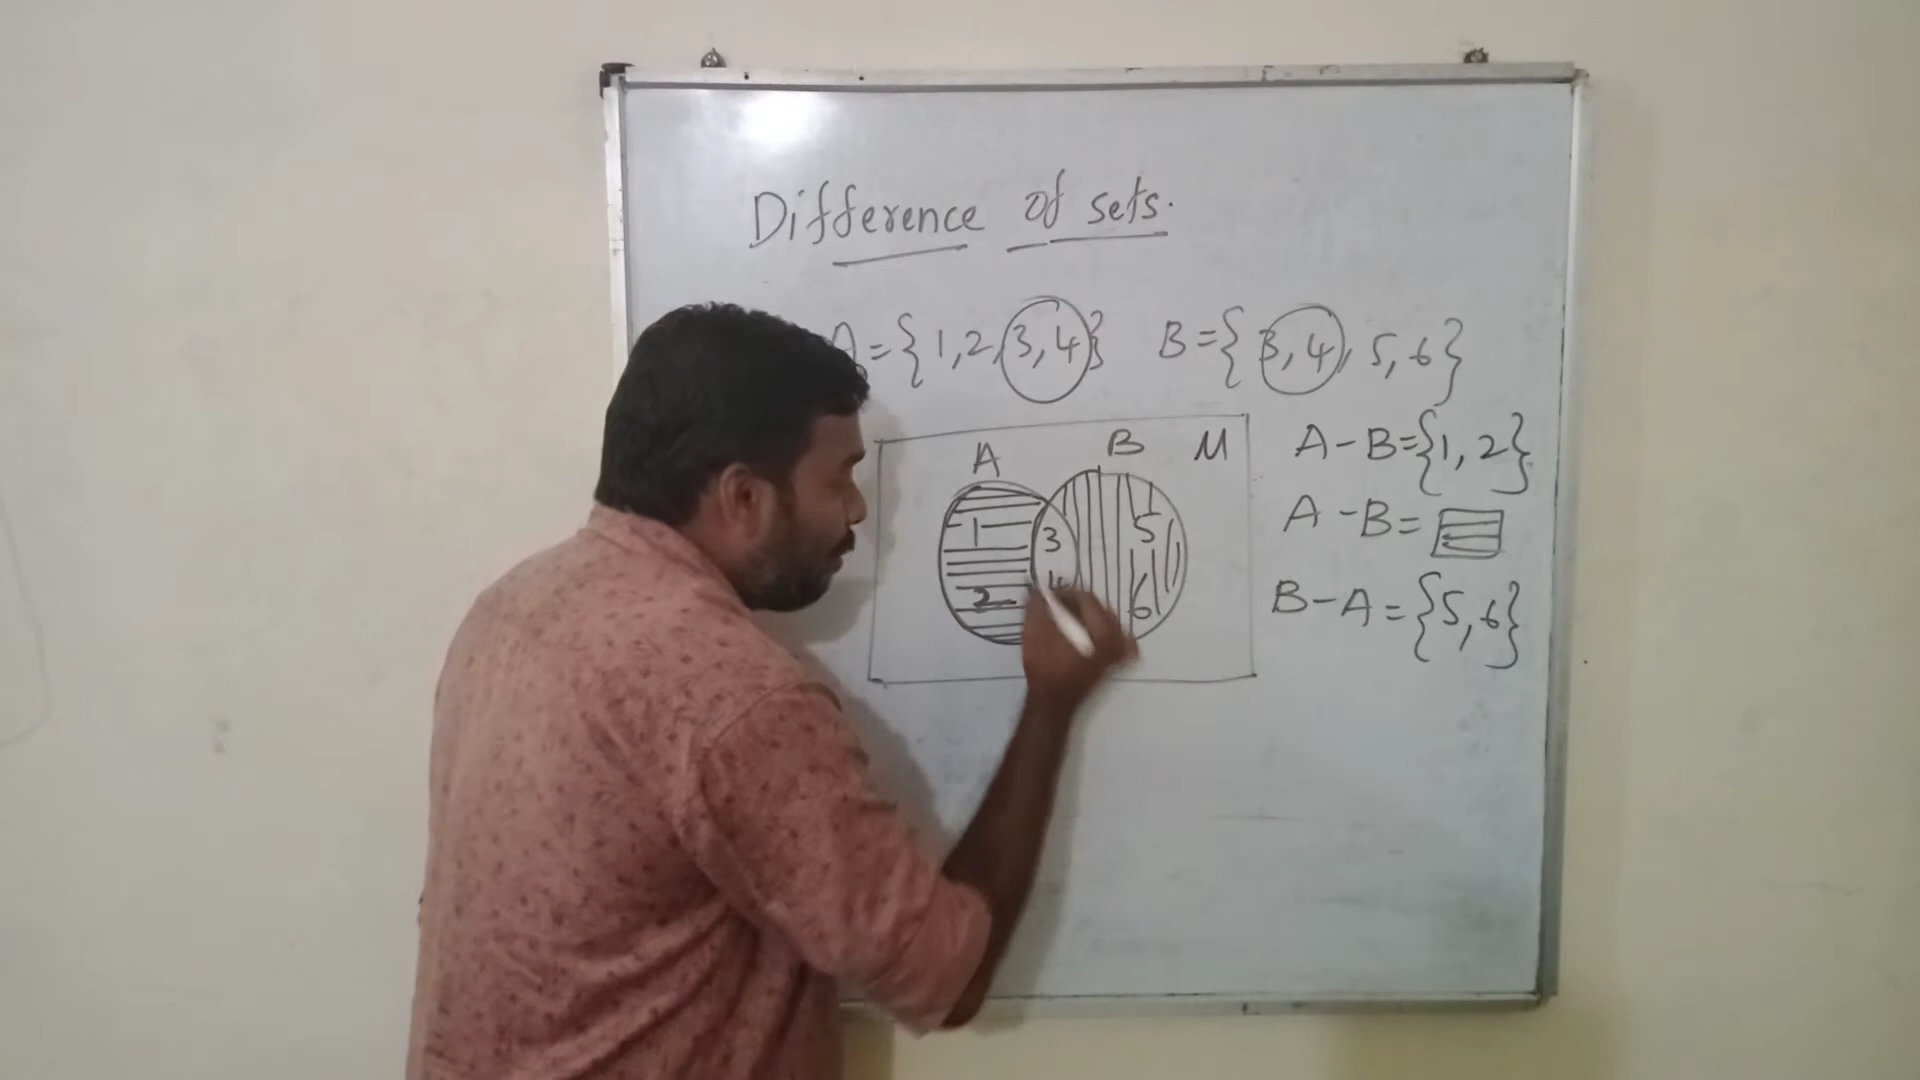 Difference of sets.
A = {1,2,3,4} B={3,4,5,6}
A B M
1 3 5
2 6
A-B={1,2}
A-B=
B-A={5,6}